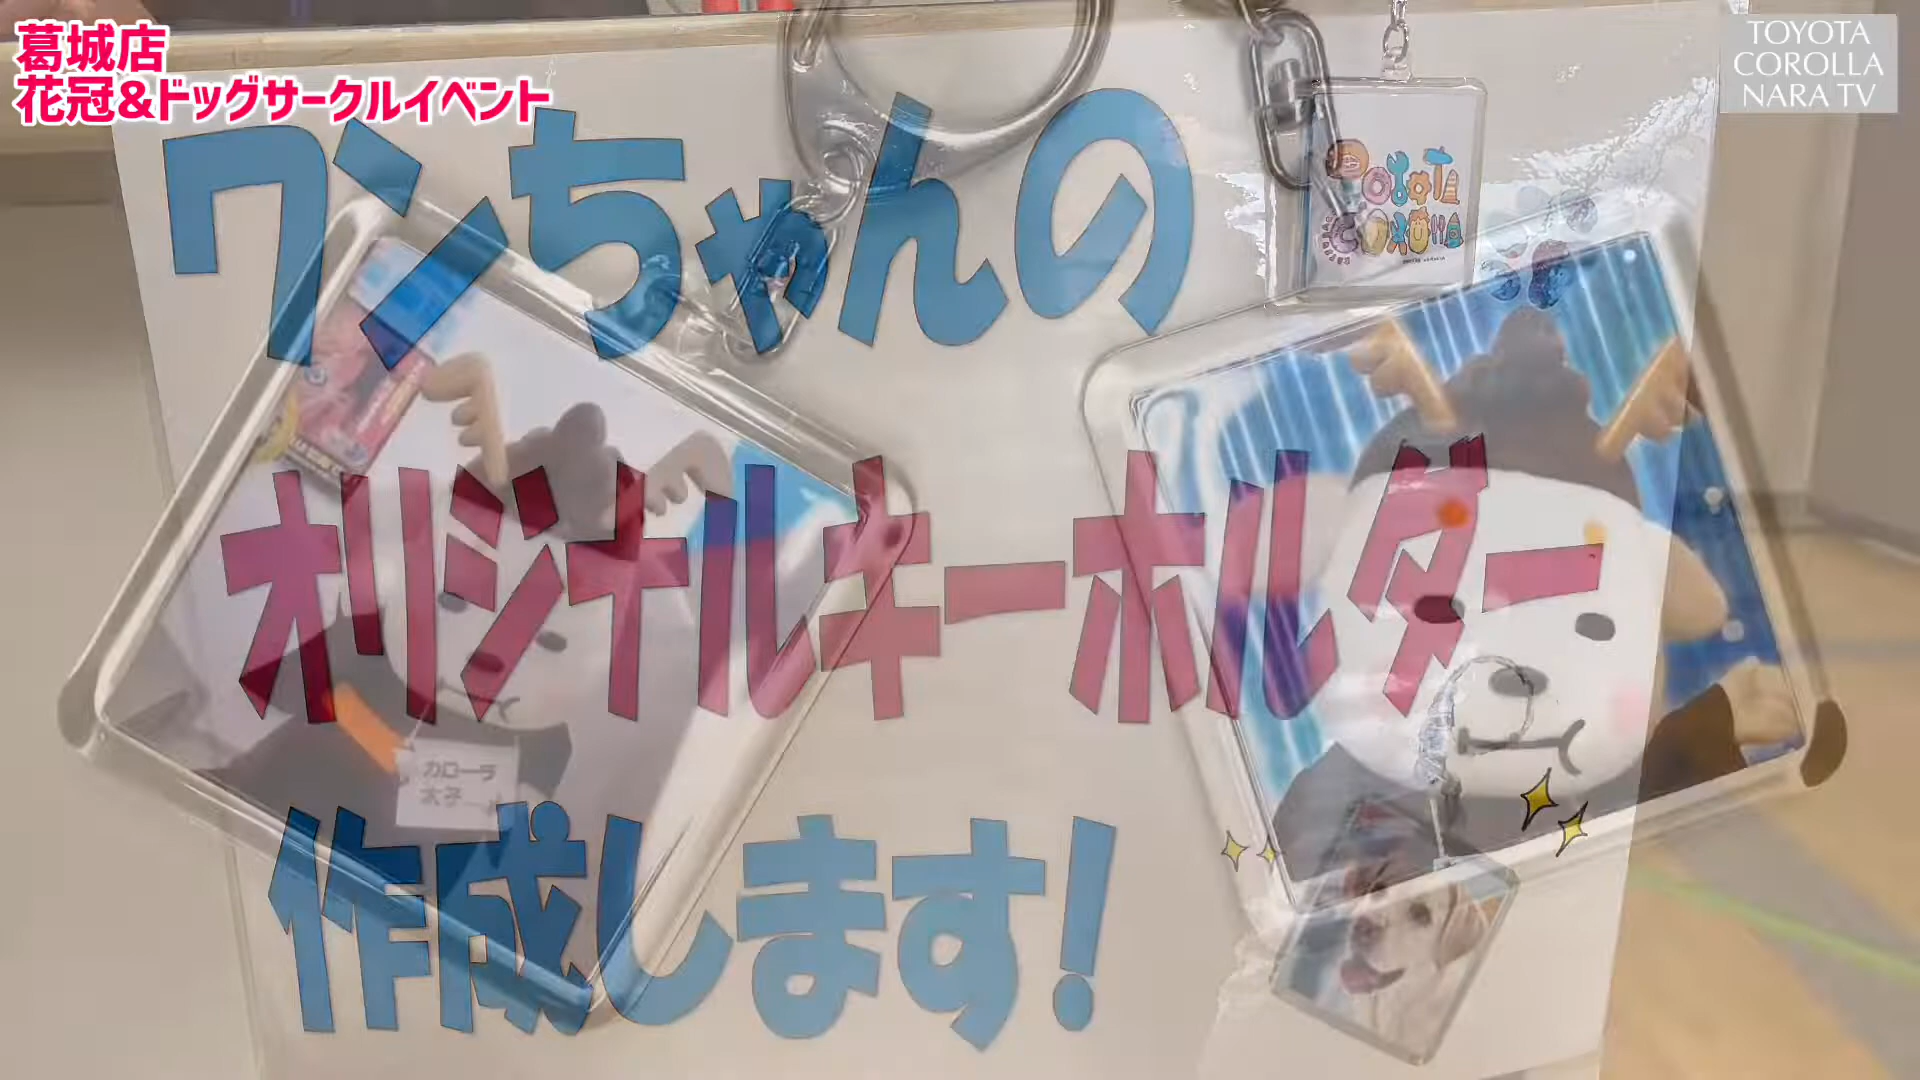 葛城店
花冠&ドッグサークルイベント
TOYOTA
COROLLA
NARA TV
ワンちゃんの
オリジナルキーホルダー
カローラ
太子
作成します!